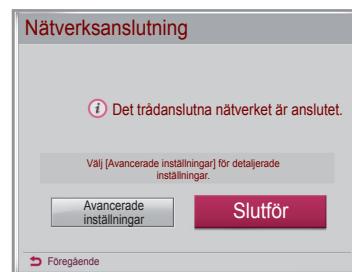 Nätverksanslutning
Det trådanslutna nätverket är anslutet.
Välj [Avancerade inställningar] för detaljerade
inställningar.
Avancerade
inställningar
Slutför
Föregående